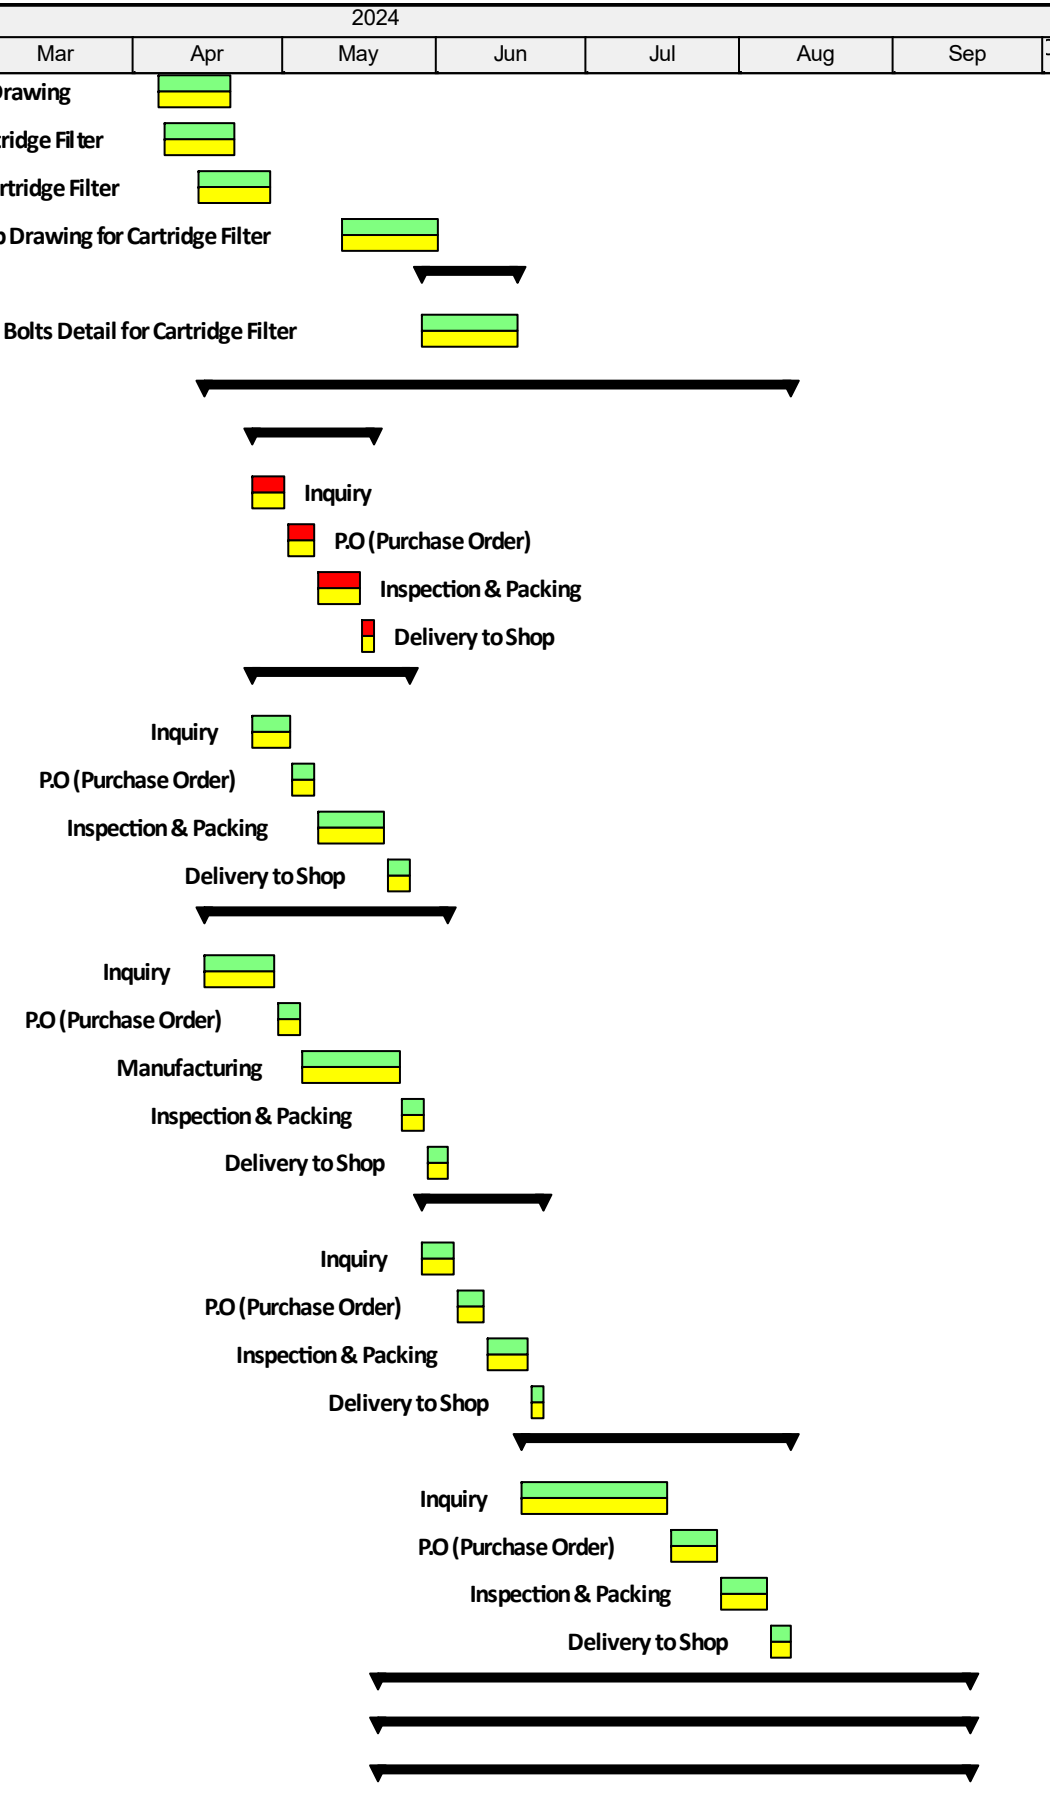 2024
Mar Apr May Jun Jul Aug Sep
Drawing
tridge Filter
rtridge Filter
Drawing for Cartridge Filter
Bolts Detail for Cartridge Filter
Inquiry
P.O (Purchase Order)
Inspection & Packing
Delivery to Shop
Inquiry
P.O (Purchase Order)
Inspection & Packing
Delivery to Shop
Inquiry
P.O (Purchase Order)
Manufacturing
Inspection & Packing
Delivery to Shop
Inquiry
P.O (Purchase Order)
Inspection & Packing
Delivery to Shop
Inquiry
P.O (Purchase Order)
Inspection & Packing
Delivery to Shop